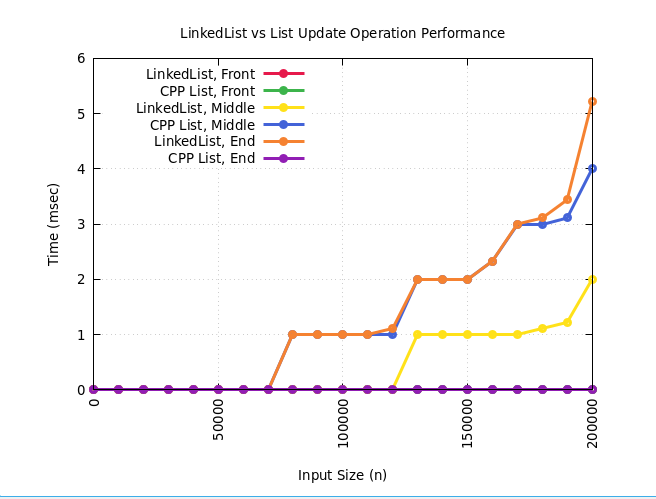 LinkedList vs List Update Operation Performance
6
5
4
3
2
1
0
Time (msec)
LinkedList, Front
CPP List, Front
LinkedList, Middle
CPP List, Middle
LinkedList, End
CPP List, End
0
50000
100000
150000
200000
Input Size (n)